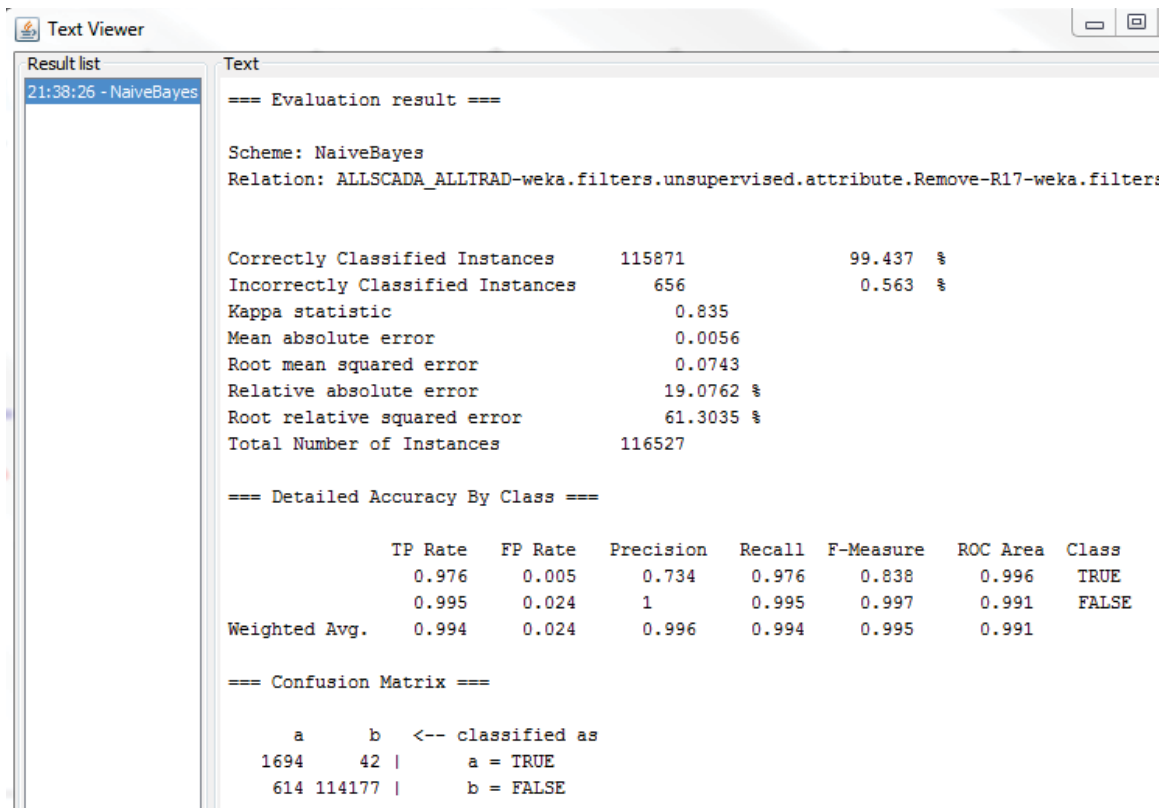 Text Viewer
Result list
Text
21:38:26 - NaiveBayes
=== Evaluation result ===
Scheme: NaiveBayes
Relation: ALLSCADA_ALLTRAD-weka.filters.unsupervised.attribute.Remove-R17-weka.filters
Correctly Classified Instances 115871 99.437 %
Incorrectly Classified Instances 656 0.563 %
Kappa statistic 0.835
Mean absolute error 0.0056
Root mean squared error 0.0743
Relative absolute error 19.0762 %
Root relative squared error 61.3035 %
Total Number of Instances 116527
=== Detailed Accuracy By Class ===
TP Rate FP Rate Precision Recall F-Measure ROC Area Class
0.976 0.005 0.734 0.976 0.838 0.996 TRUE
0.995 0.024 1 0.995 0.997 0.991 FALSE
Weighted Avg. 0.994 0.024 0.996 0.994 0.995 0.991
=== Confusion Matrix ===
a b <-- classified as
1694 42 | a = TRUE
614 114177 | b = FALSE